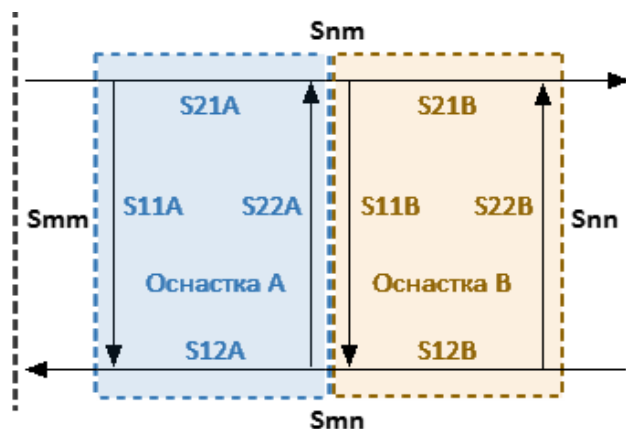 Snm
S21A
S21B
Smm
S11A
S22A
S11B
S22B
Snn
Оснастка A
Оснастка B
S12A
S12B
Smn